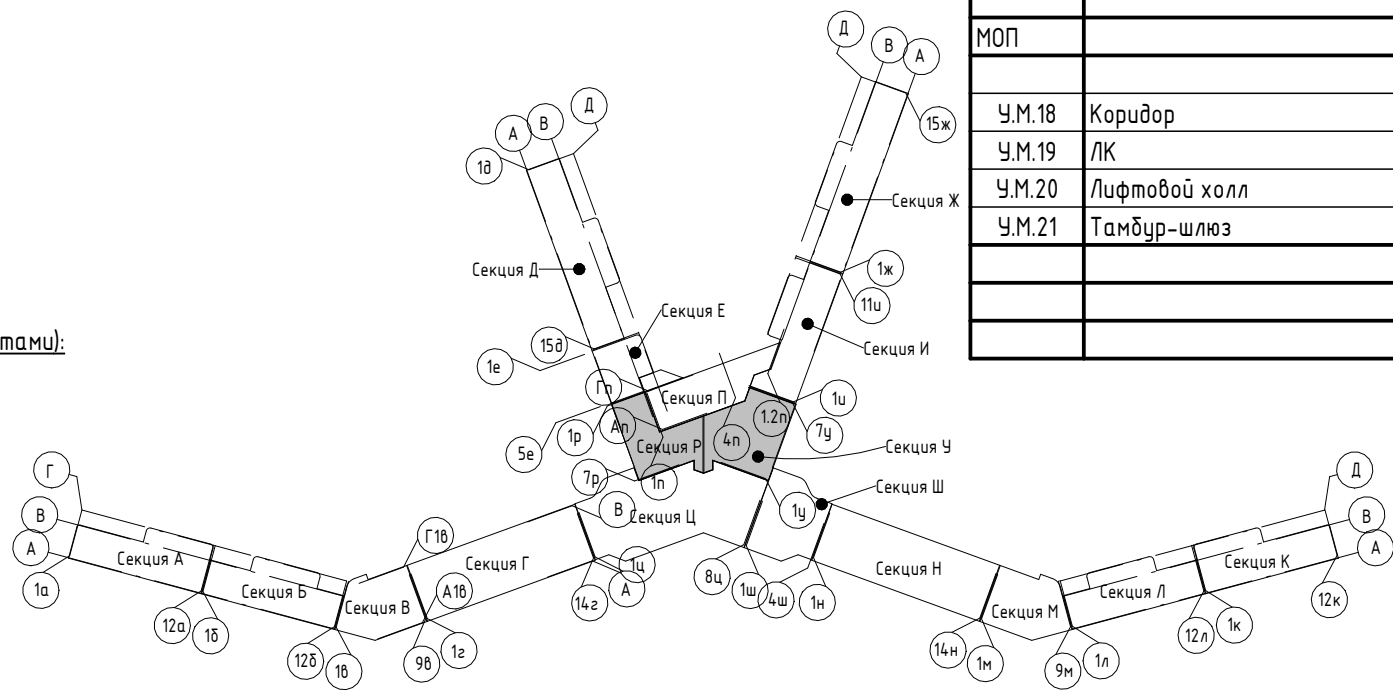 МОП
У.М.18 Коридор
У.М.19 ЛК
У.М.20 Лифтовой холл
У.М.21 Тамбур-шлюз
тами):
Д
В
А
15ж
Секция Ж
1ж
11и
Секция И
1и
7у
1.2п
4п
А
В
Д
1д
Секция Д
15д
1е
Секция Е
Гп
Секция П
Ап
1р
5е
Секция Р
7р
1п
Секция У
1у
Секция Ш
В
Секция Ц
1ц
А
14г
8ц
1ш
4ш
1н
Г
В
А
1а
Секция А
12а
1б
Секция Б
12б
1в
Секция В
Г1в
А1в
9в
1г
Секция Г
Секция Н
14н
1м
Секция М
9м
1л
Секция Л
12л
1к
Секция К
12к
Д
В
А